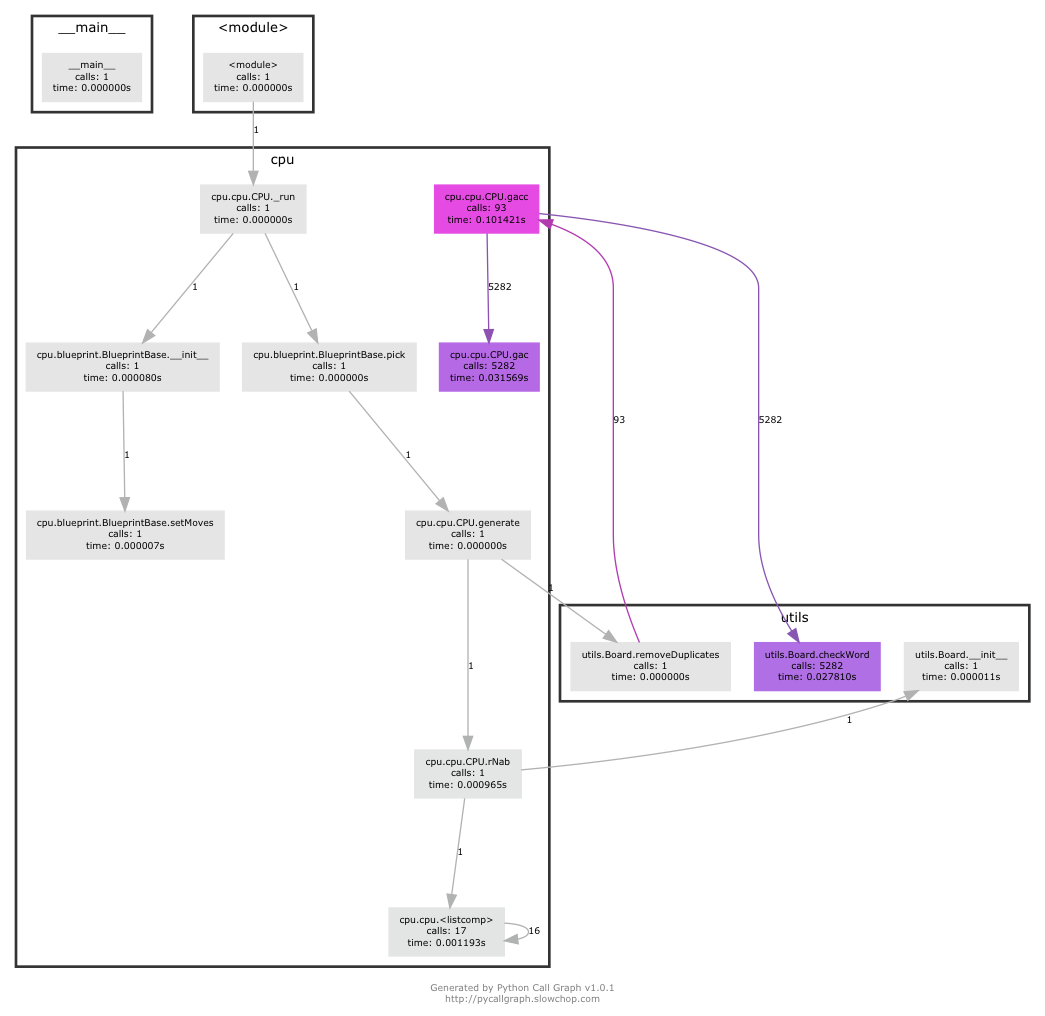 __main__
__main__
calls: 1
time: 0.000000s
<module>
<module>
calls: 1
time: 0.000000s
1
cpu
cpu.cpu.CPU._run
calls: 1
time: 0.000000s
cpu.cpu.CPU.gacc
calls: 93
time: 0.101421s
1
1
5282
cpu.blueprint.BlueprintBase.__init__
calls: 1
time: 0.000080s
cpu.blueprint.BlueprintBase.pick
calls: 1
time: 0.000000s
cpu.cpu.CPU.gac
calls: 5282
time: 0.031569s
93
5282
1
1
cpu.blueprint.BlueprintBase.setMoves
calls: 1
time: 0.000007s
cpu.cpu.CPU.generate
calls: 1
time: 0.000000s
1
utils
utils.Board.removeDuplicates
calls: 1
time: 0.000000s
utils.Board.checkWord
calls: 5282
time: 0.027810s
utils.Board.__init__
calls: 1
time: 0.000011s
1
1
cpu.cpu.CPU.rNab
calls: 1
time: 0.000965s
1
cpu.cpu.<listcomp>
calls: 17
time: 0.001193s
16
Generated by Python Call Graph v1.0.1
http://pycallgraph.slowchop.com